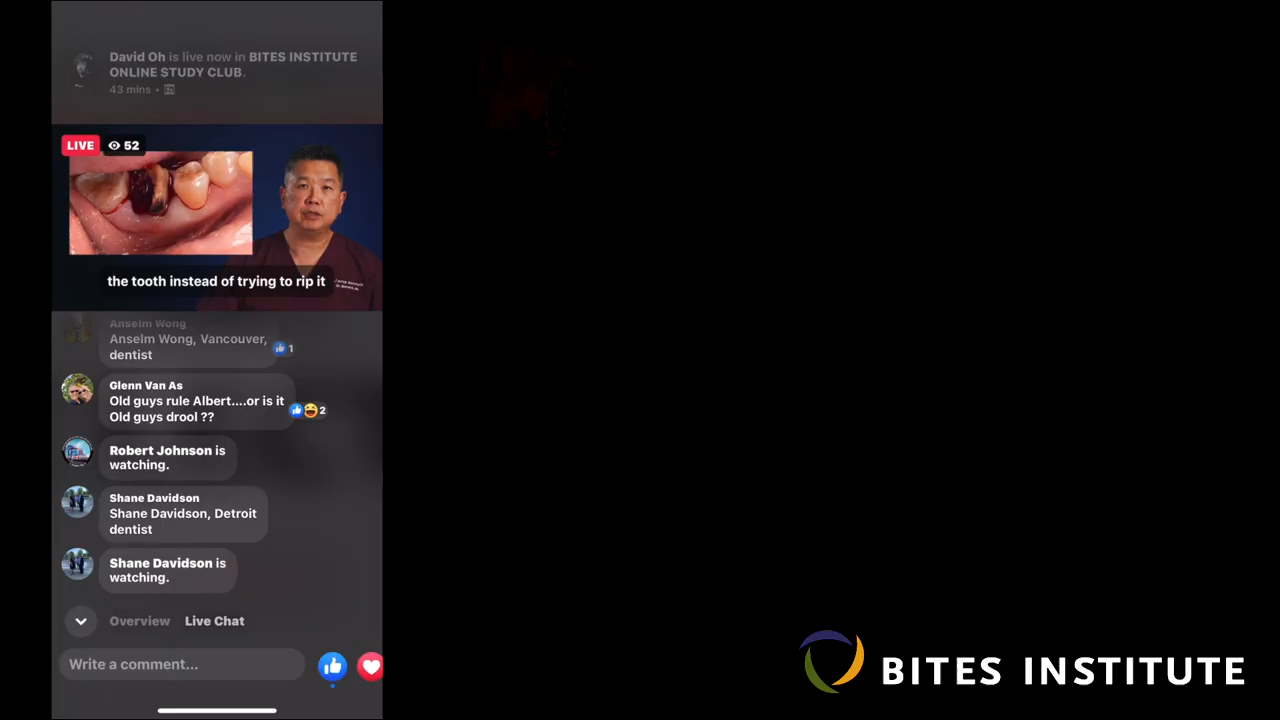 David Oh is live now in BITES INSTITUTE
ONLINE STUDY CLUB.
43 mins •
LIVE 52
the tooth instead of trying to rip it
Anselm Wong
Anselm Wong, Vancouver,
dentist
1
Glenn Van As
Old guys rule Albert....or is it
Old guys drool ??
2
Robert Johnson is
watching.
Shane Davidson
Shane Davidson, Detroit
dentist
Shane Davidson is
watching.
Overview Live Chat
Write a comment...
BITES INSTITUTE